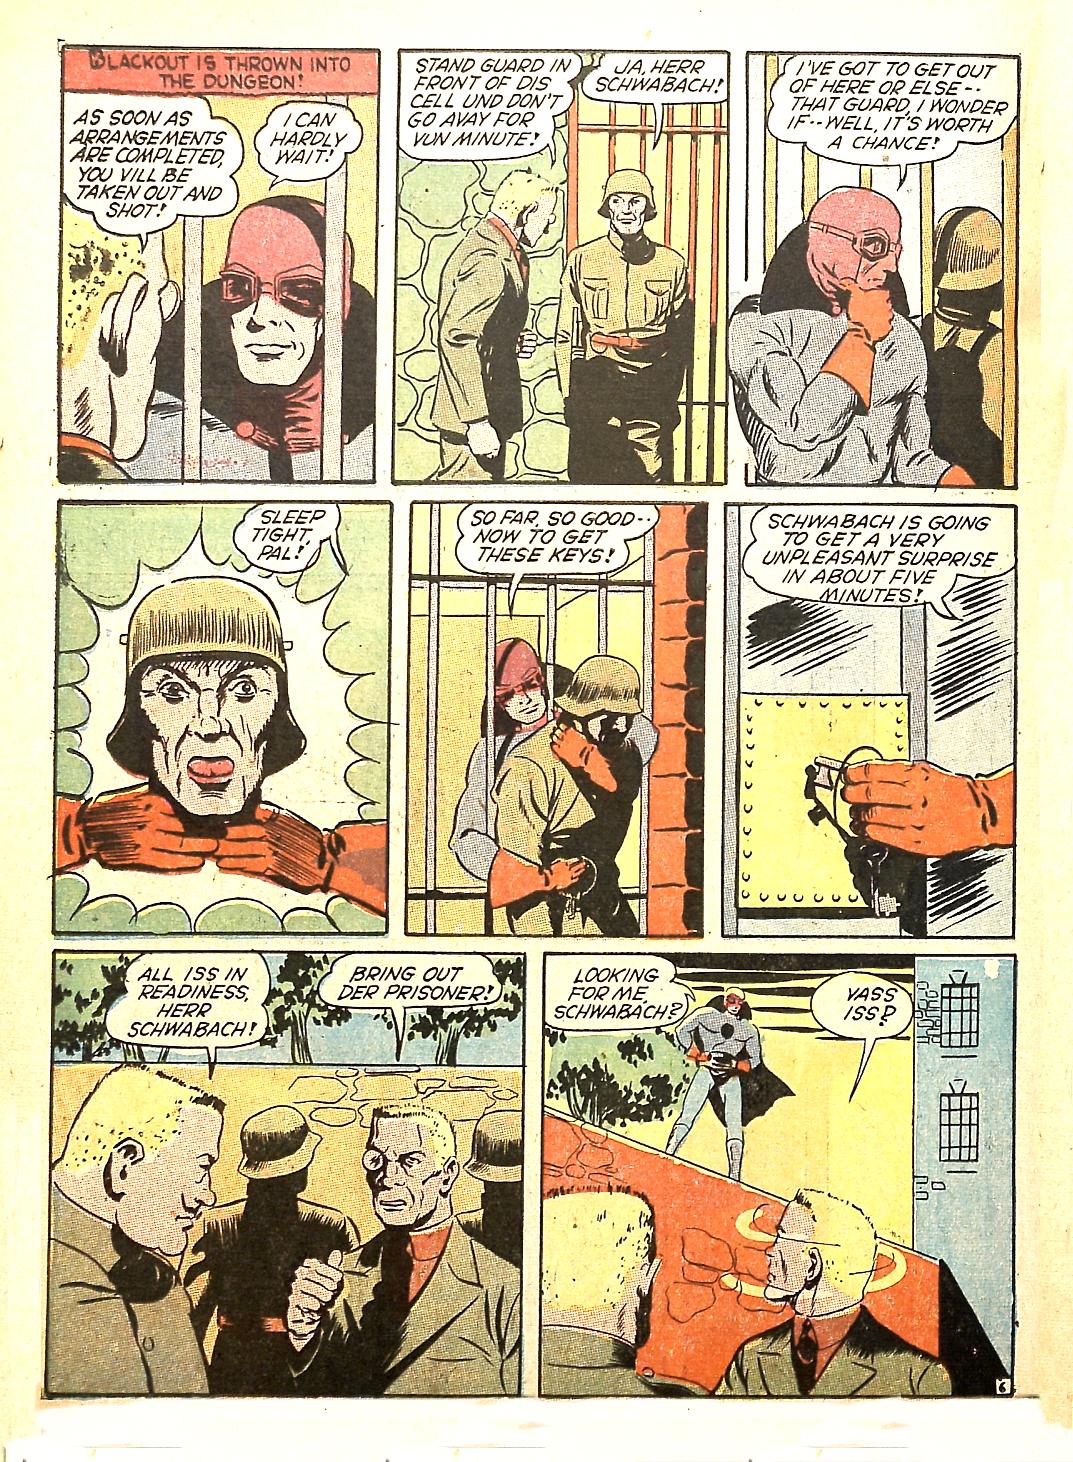 BLACKOUT IS THROWN INTO
THE DUNGEON!
AS SOON AS
ARRANGEMENTS
ARE COMPLETED,
YOU VILL BE
TAKEN OUT AND
SHOT!
I CAN
HARDLY
WAIT!
STAND GUARD IN
FRONT OF DIS
CELL UND DON'T
GO AVAY FOR
VUN MINUTE!
JA, HERR
SCHWABACH!
I'VE GOT TO GET OUT
OF HERE OR ELSE--
THAT GUARD, I WONDER
IF--WELL, IT'S WORTH
A CHANCE!
SLEEP
TIGHT,
PAL!
SO FAR, SO GOOD--
NOW TO GET
THESE KEYS!
SCHWABACH IS GOING
TO GET A VERY
UNPLEASANT SURPRISE
IN ABOUT FIVE
MINUTES!
ALL ISS IN
READINESS,
HERR
SCHWABACH!
BRING OUT
DER PRISONER!
LOOKING
FOR ME,
SCHWABACH?
VASS
ISS?
6